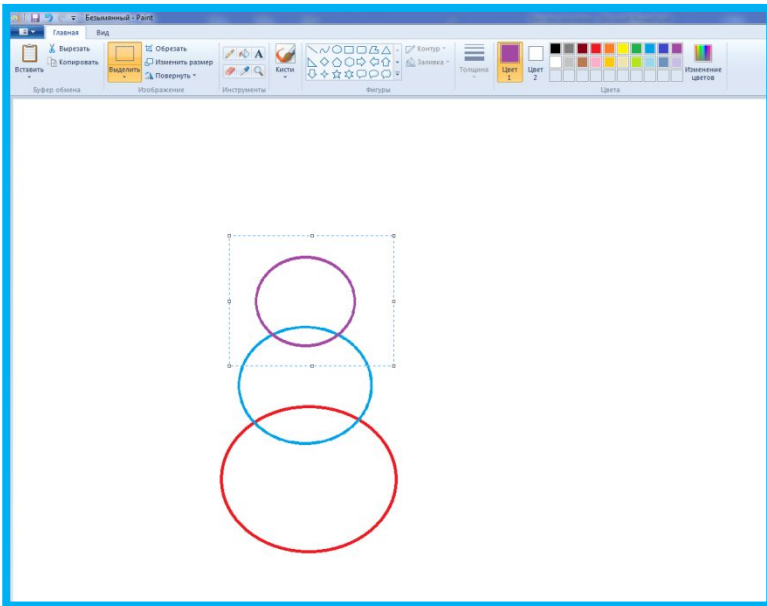 Безымянный - Paint
Главная Вид
Вставить
Вырезать
Копировать
Буфер обмена
Выделить
Обрезать
Изменить размер
Повернуть
Изображение
A
Инструменты
Кисти
Контур
Заливка
Фигуры
Толщина
Цвет 1
Цвет 2
Изменение цветов
Цвета